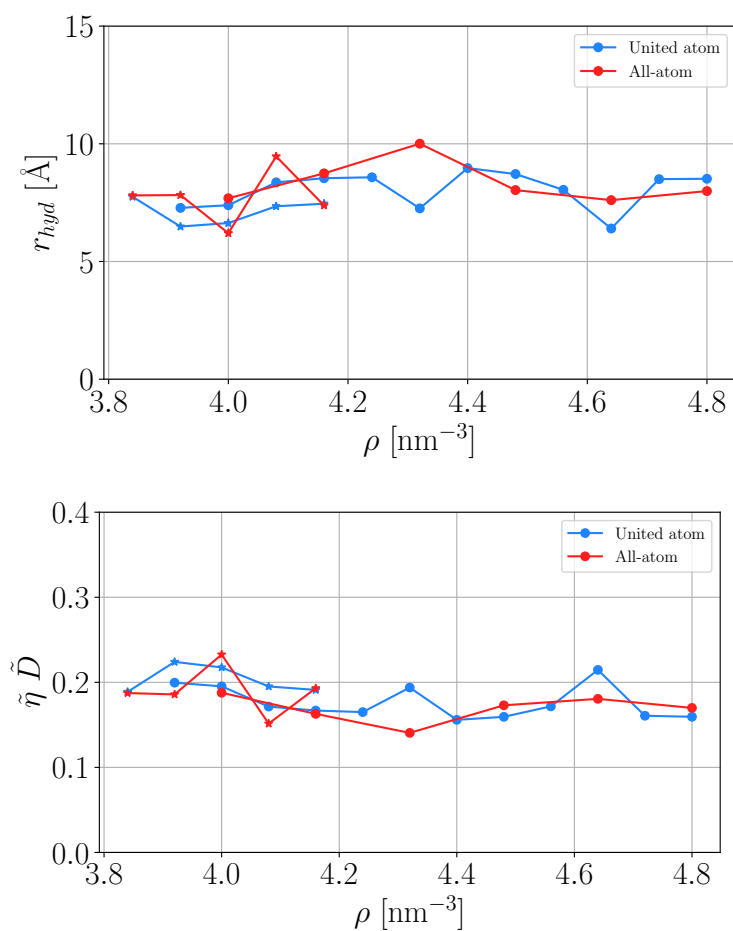 15
10
5
0
r_hyd [Å]
United atom
All-atom
3.8 4.0 4.2 4.4 4.6 4.8
ρ [nm⁻³]
0.4
0.3
0.2
0.1
0.0
η̃ D̃
United atom
All-atom
3.8 4.0 4.2 4.4 4.6 4.8
ρ [nm⁻³]